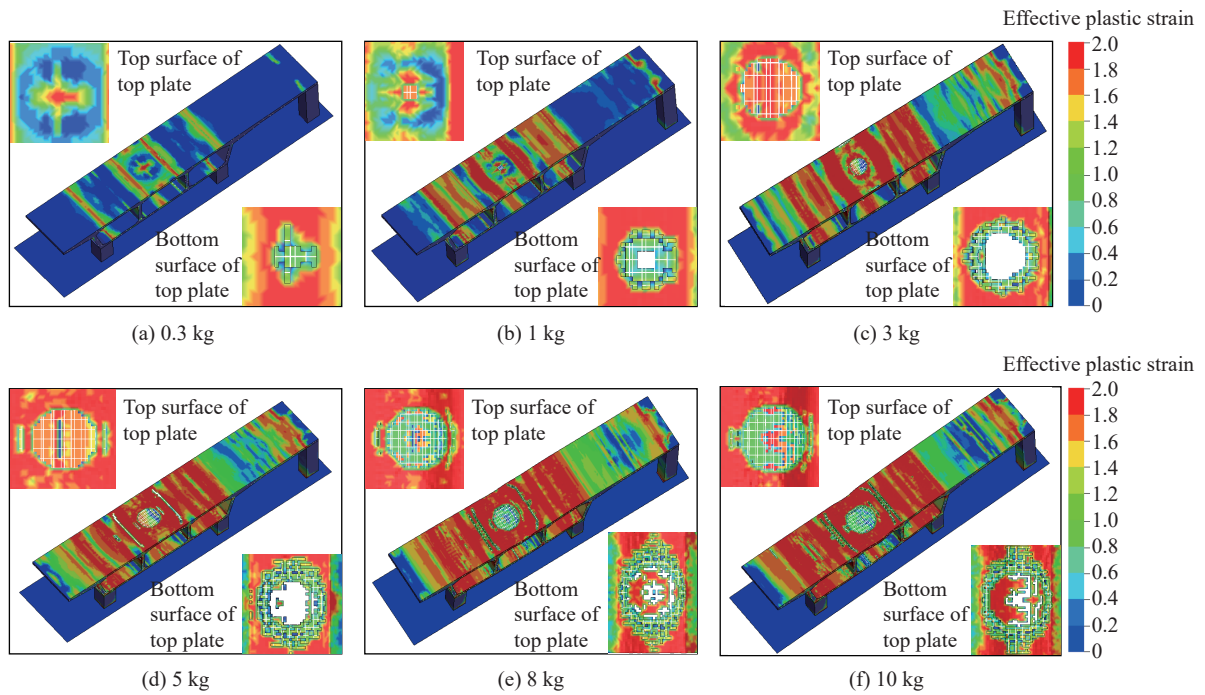 Effective plastic strain
Top surface of
top plate
Bottom
surface of
top plate
(a) 0.3 kg
Top surface of
top plate
Bottom
surface of
top plate
(b) 1 kg
Top surface of
top plate
Bottom
surface of
top plate
(c) 3 kg
2.0
1.8
1.6
1.4
1.2
1.0
0.8
0.6
0.4
0.2
0
Effective plastic strain
Top surface of
top plate
Bottom
surface of
top plate
(d) 5 kg
Top surface of
top plate
Bottom
surface of
top plate
(e) 8 kg
Top surface of
top plate
Bottom
surface of
top plate
(f) 10 kg
2.0
1.8
1.6
1.4
1.2
1.0
0.8
0.6
0.4
0.2
0